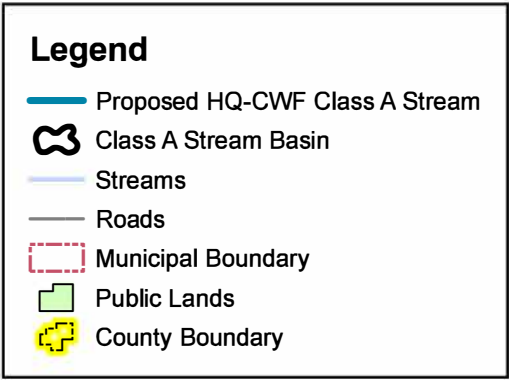 Legend
Proposed HQ-CWF Class A Stream
Class A Stream Basin
Streams
Roads
Municipal Boundary
Public Lands
County Boundary